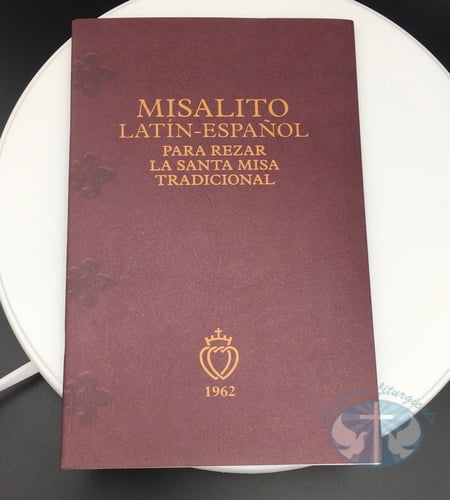 MISALITO
LATÍN-ESPAÑOL
PARA REZAR
LA SANTA MISA
TRADICIONAL
1962